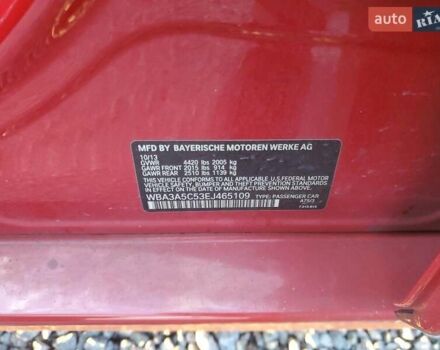 auto
RIA
MFD BY BAYERISCHE MOTOREN WERKE AG
10/13
GVWR 4420 lbs 2005 kg
GAWR FRONT 2015 lbs 914 kg
GAWR REAR 2510 lbs 1139 kg
THIS VEHICLE CONFORMS TO ALL APPLICABLE U.S. FEDERAL MOTOR
VEHICLE SAFETY, BUMPER, AND THEFT PREVENTION STANDARDS IN
EFFECT ON THE DATE OF MANUFACTURE SHOWN ABOVE.
WBA3A5C53EJ465109 TYPE: PASSENGER CAR